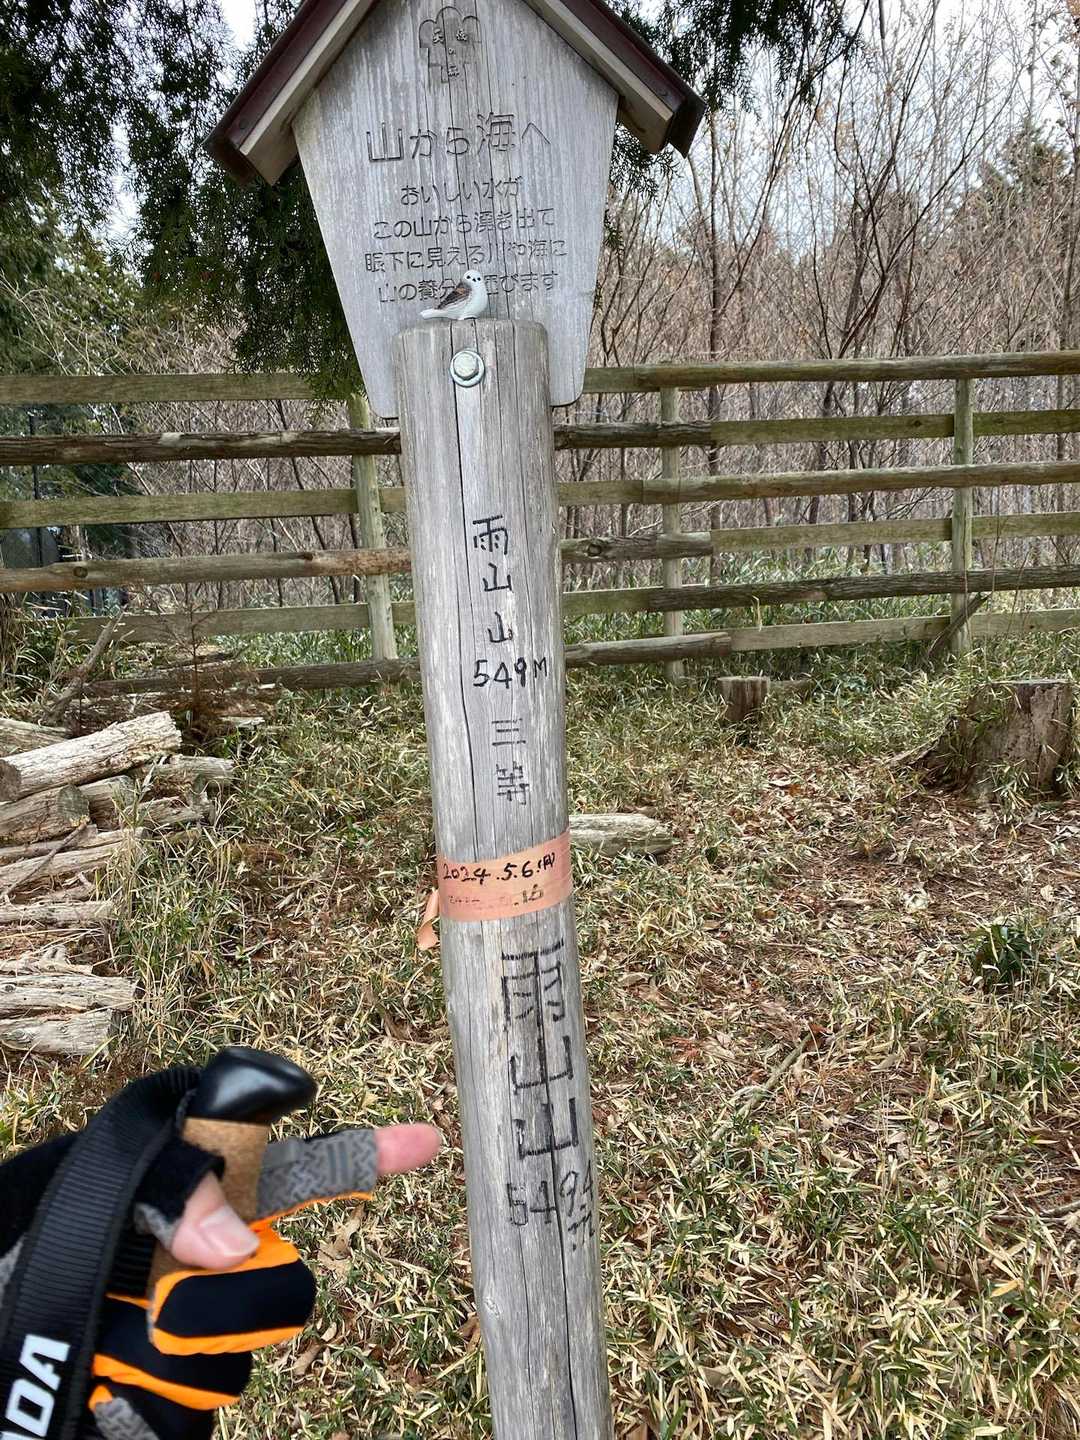 山から海へ
おいしい水が
この山から湧き出て
眼下に見える川や海に
山の養分 びます
雨山山
549M
三等
2024.5.6.(月)
雨山山
549